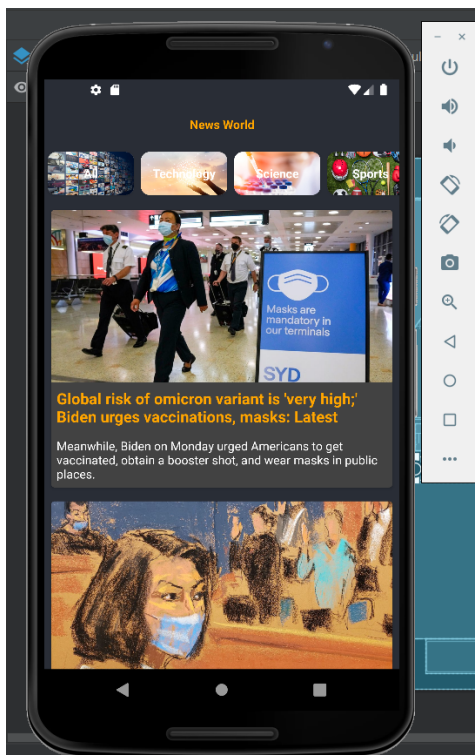 News World
All
Technology
Science
Sports
Masks are
mandatory in
our terminals
SYD
Global risk of omicron variant is 'very high;'
Biden urges vaccinations, masks: Latest
Meanwhile, Biden on Monday urged Americans to get
vaccinated, obtain a booster shot, and wear masks in public
places.